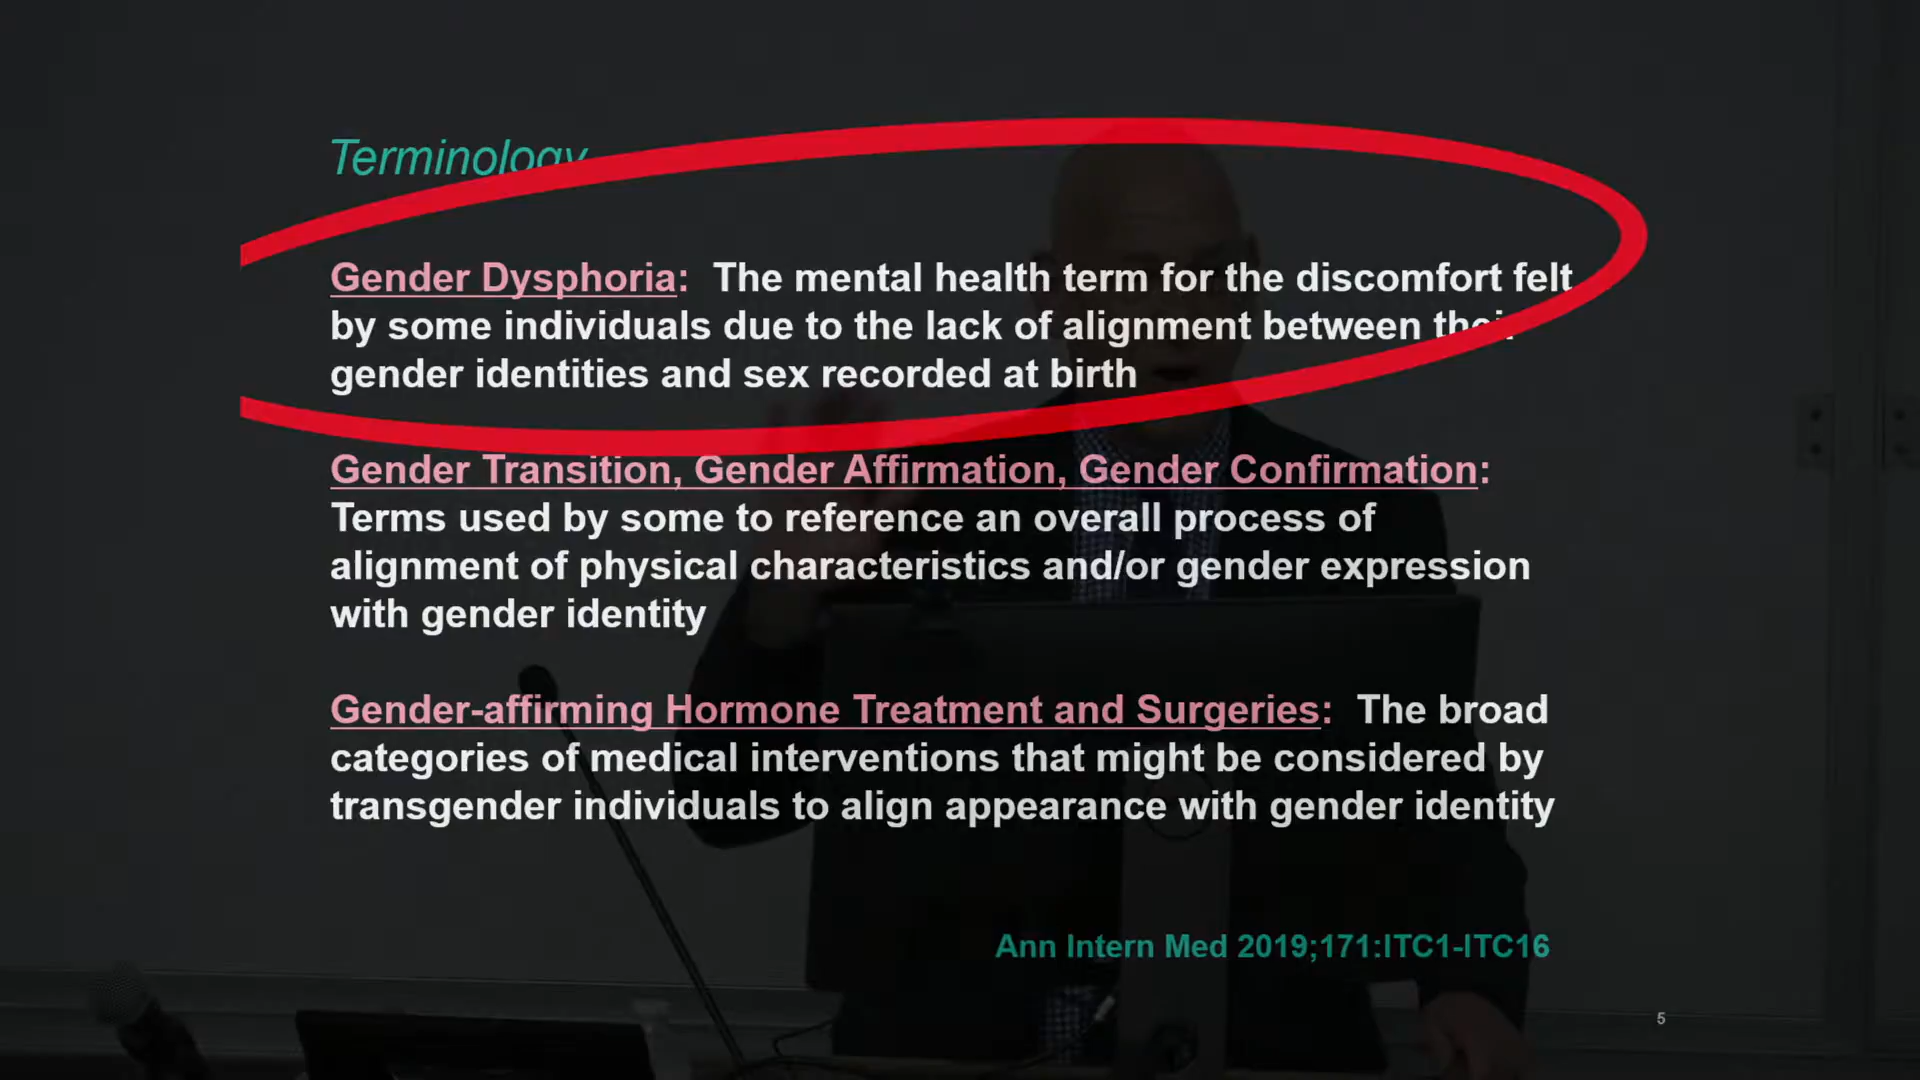 Terminology
Gender Dysphoria: The mental health term for the discomfort felt
by some individuals due to the lack of alignment between their
gender identities and sex recorded at birth
Gender Transition, Gender Affirmation, Gender Confirmation:
Terms used by some to reference an overall process of
alignment of physical characteristics and/or gender expression
with gender identity
Gender-affirming Hormone Treatment and Surgeries: The broad
categories of medical interventions that might be considered by
transgender individuals to align appearance with gender identity
Ann Intern Med 2019;171:ITC1-ITC16
5